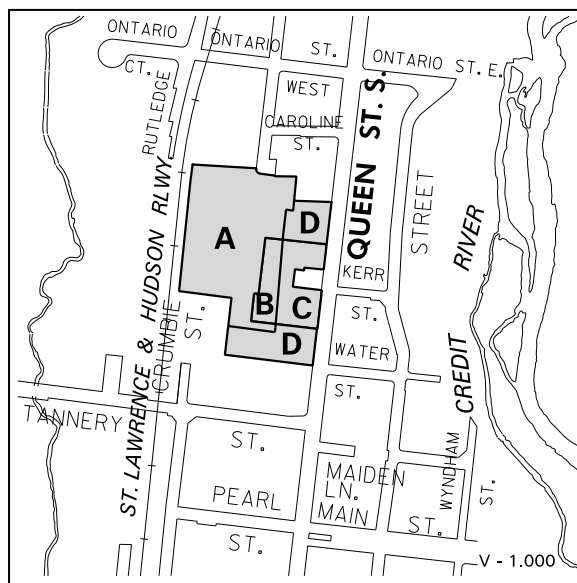 ONTARIO
ONTARIO
ST.
ONTARIO ST. E.
CT.
RUTLEDGE
WEST
CAROLINE
ST.
QUEEN ST. S.
STREET
RIVER
CREDIT
ST. LAWRENCE & HUDSON RLWY
CRUMBIE
ST.
A
D
B
C
D
KERR
ST.
WATER
ST.
TANNERY
ST.
PEARL
ST.
MAIDEN
LN.
MAIN
ST.
WYNDHAM
ST.
V - 1.000